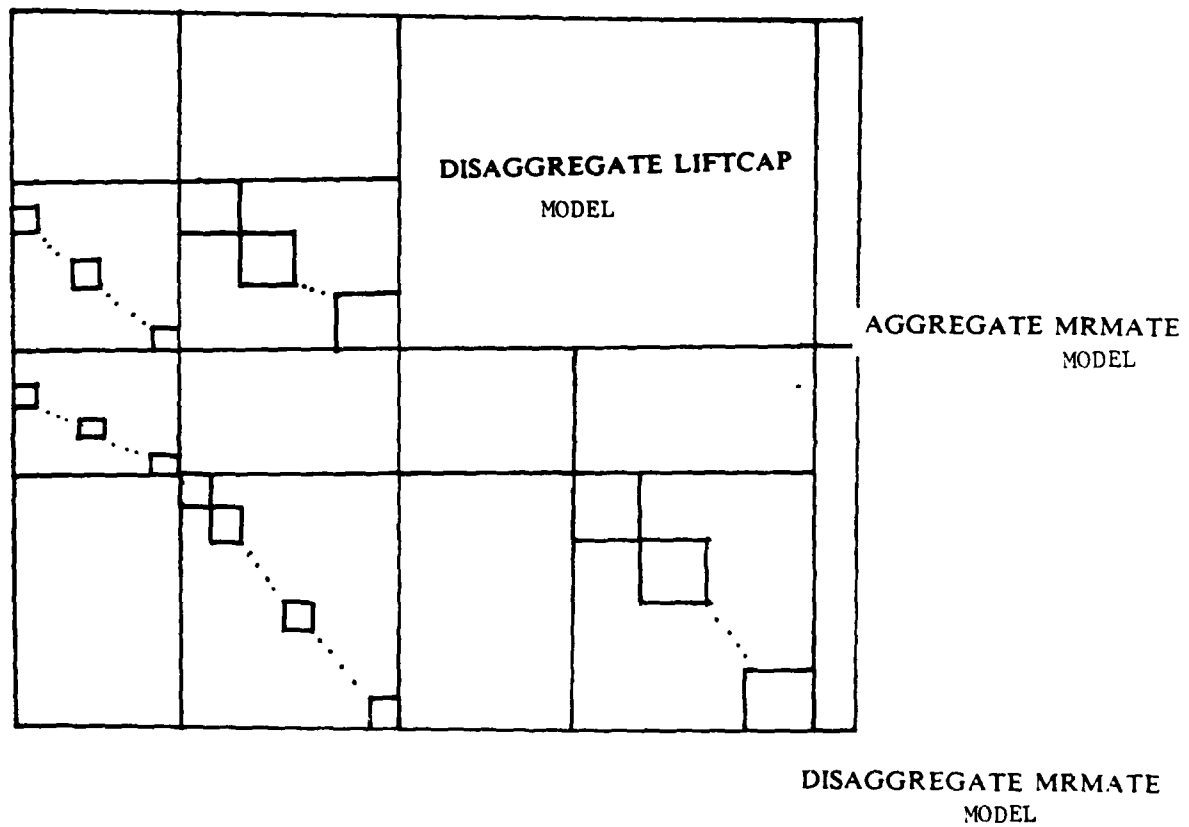 DISAGGREGATE LIFTCAP
MODEL
AGGREGATE MRMATE
MODEL
DISAGGREGATE MRMATE
MODEL